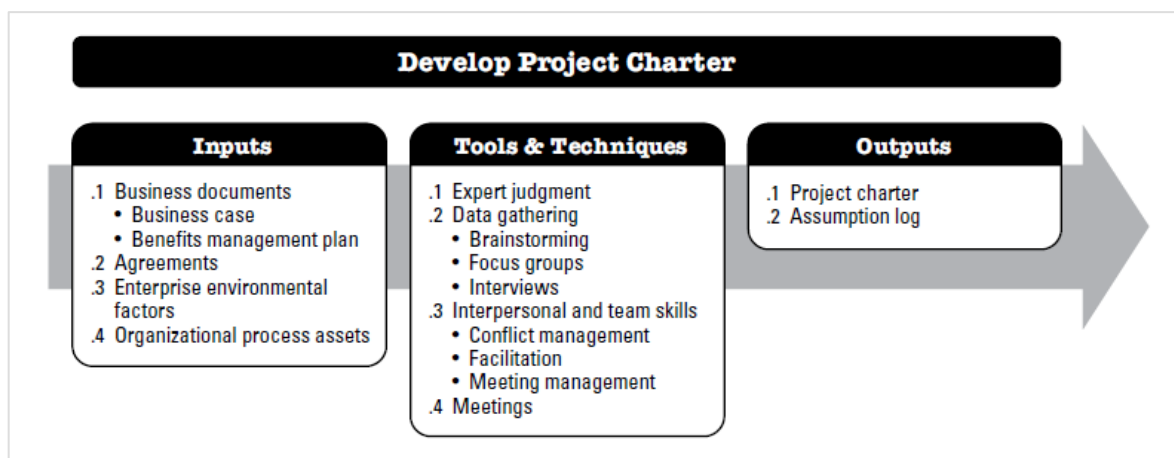 Develop Project Charter
Inputs
.1 Business documents
• Business case
• Benefits management plan
.2 Agreements
.3 Enterprise environmental
factors
.4 Organizational process assets
Tools & Techniques
.1 Expert judgment
.2 Data gathering
• Brainstorming
• Focus groups
• Interviews
.3 Interpersonal and team skills
• Conflict management
• Facilitation
• Meeting management
.4 Meetings
Outputs
.1 Project charter
.2 Assumption log